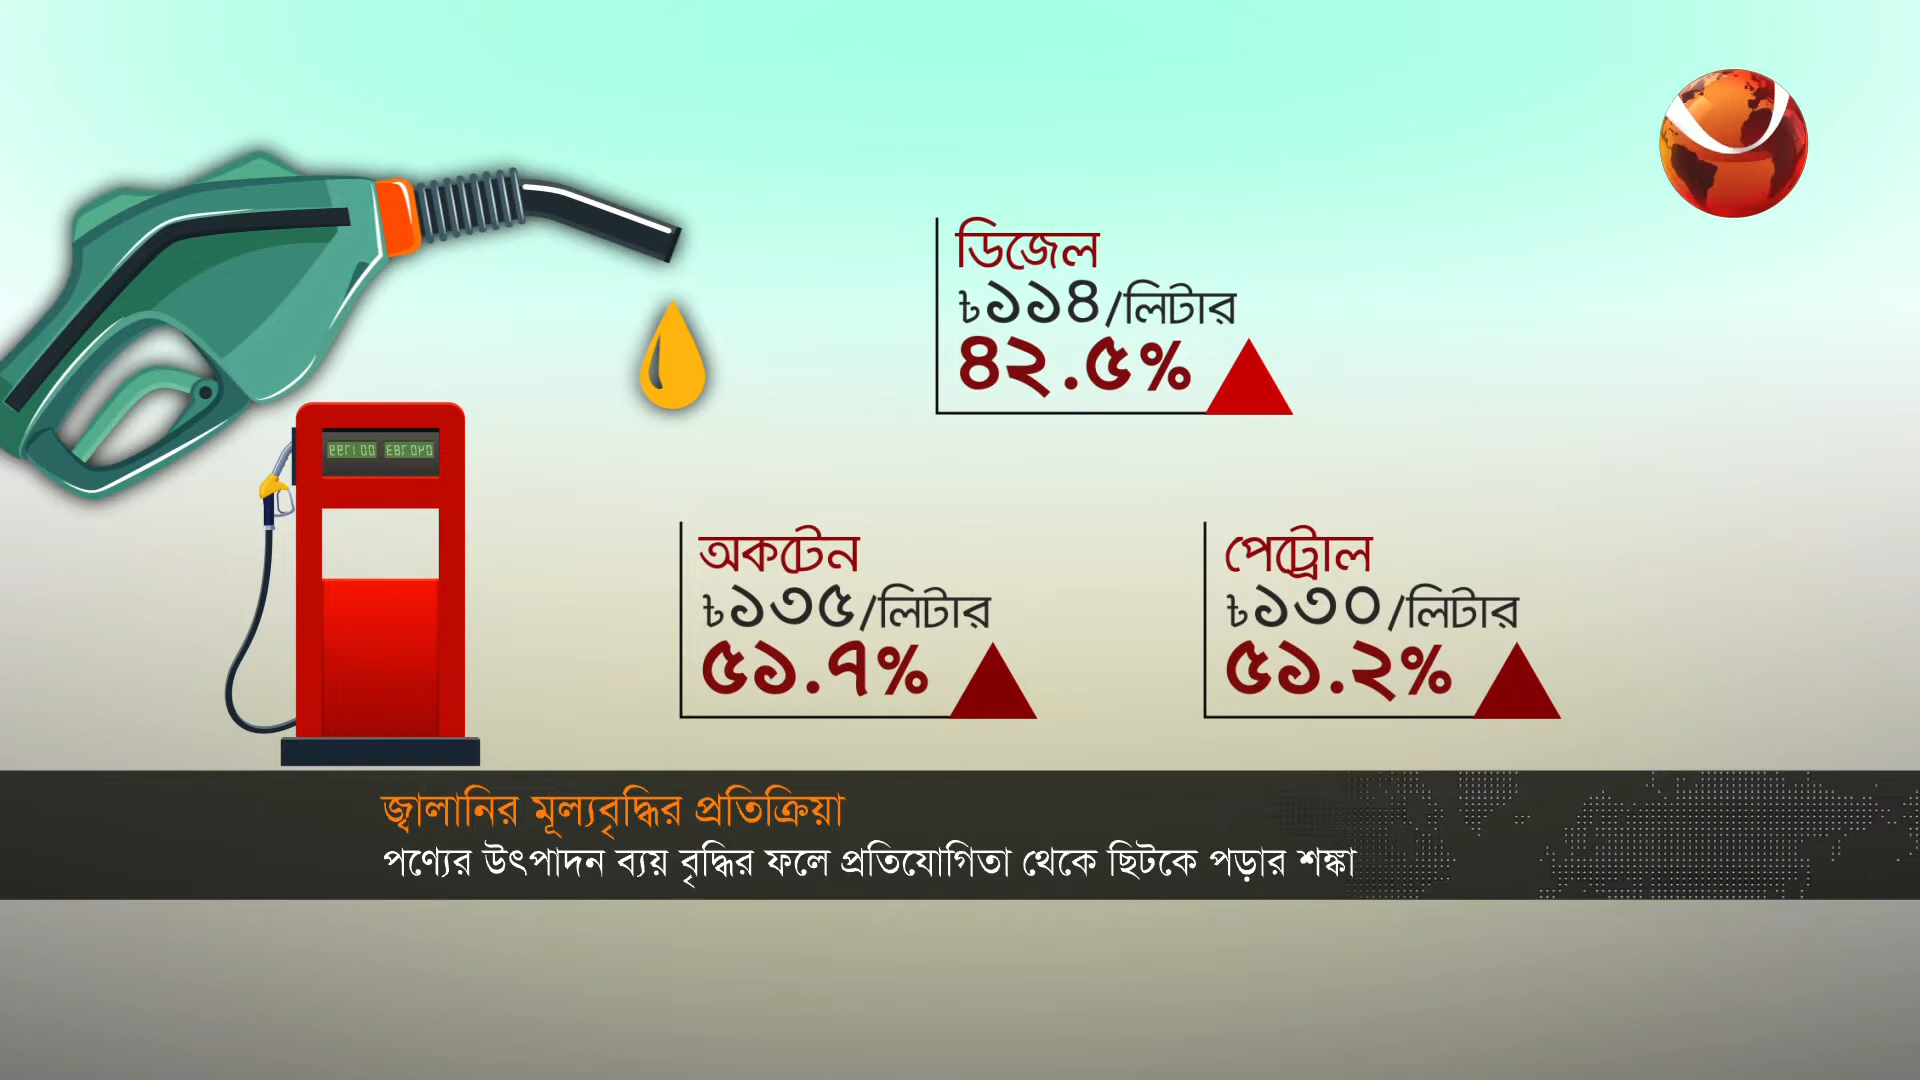 ডিজেল
৳১১৪/লিটার
৪২.৫%
অকটেন
৳১৩৫/লিটার
৫১.৭%
পেট্রোল
৳১৩০/লিটার
৫১.২%
জ্বালানির মূল্যবৃদ্ধির প্রতিক্রিয়া
পণ্যের উৎপাদন ব্যয় বৃদ্ধির ফলে প্রতিযোগিতা থেকে ছিটকে পড়ার শঙ্কা